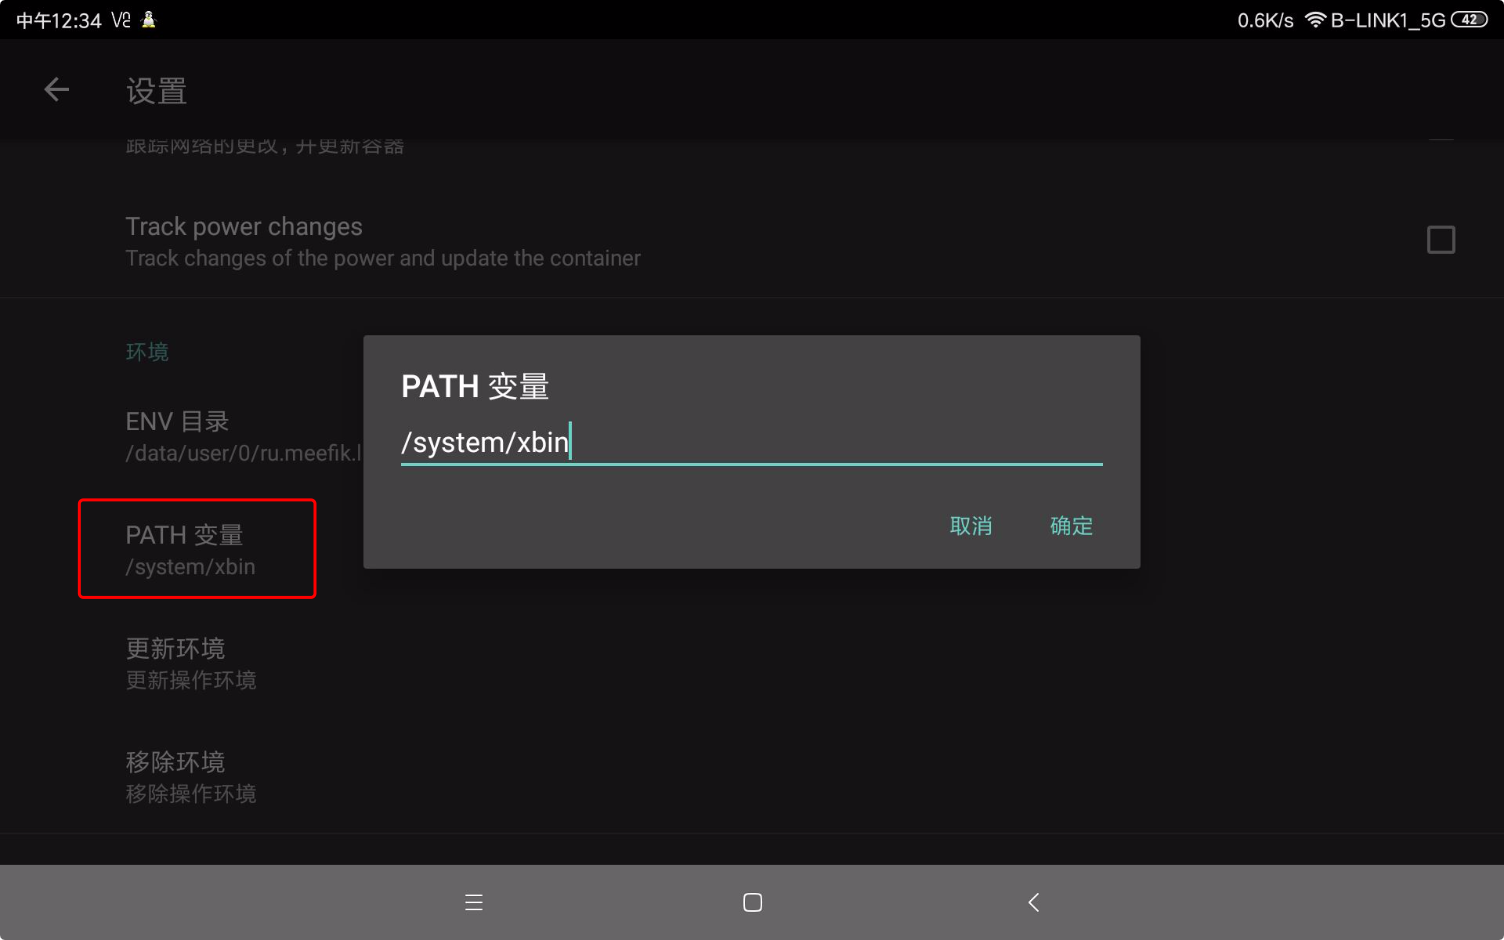 中午12:34
0.6K/s B-LINK1_5G 42
设置
跟踪网络的更改，并更新容器
Track power changes
Track changes of the power and update the container
环境
ENV 目录
/data/user/0/ru.meefik.l
PATH 变量
/system/xbin
更新环境
更新操作环境
移除环境
移除操作环境
PATH 变量
/system/xbin
取消 确定